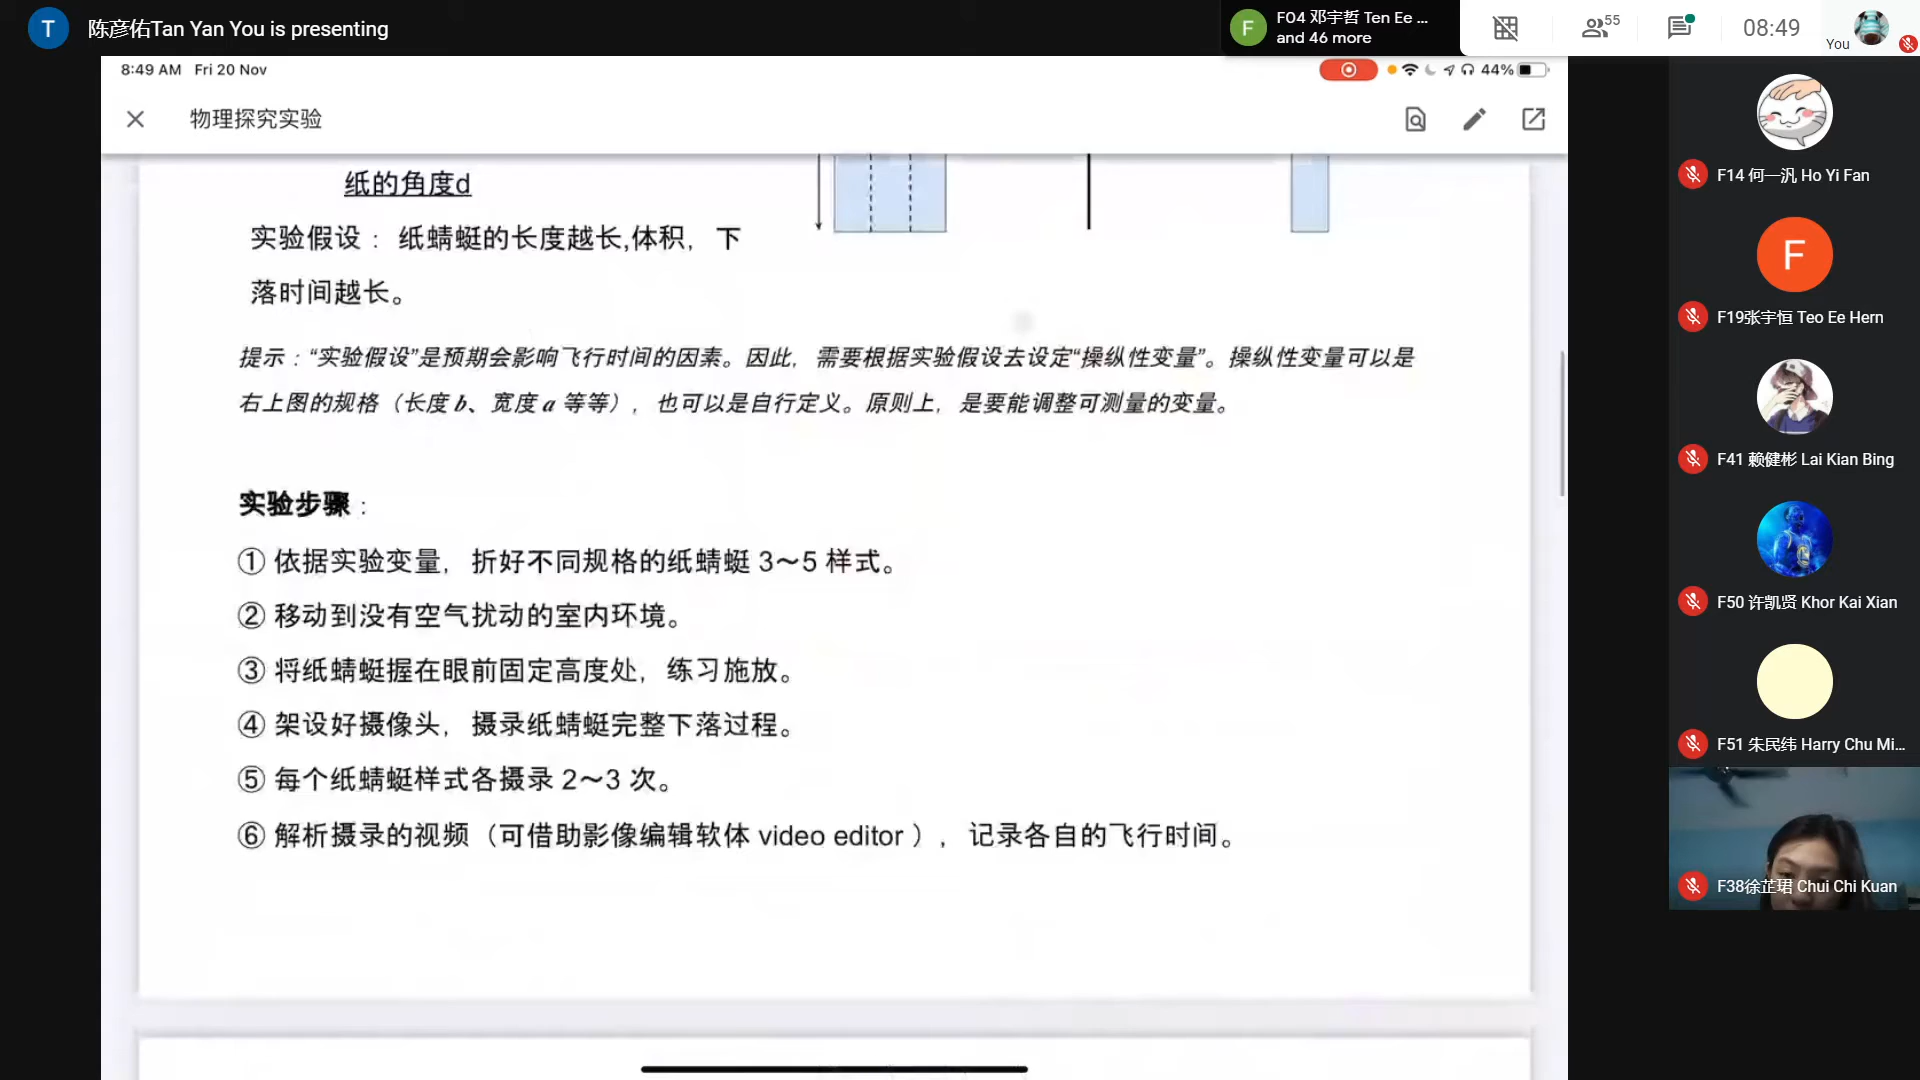 T
陈彦佑Tan Yan You is presenting
F
F04 邓宇哲 Ten Ee ...
and 46 more
55
08:49
You
8:49 AM Fri 20 Nov
44%
物理探究实验
纸的角度d
实验假设： 纸蜻蜓的长度越长,体积，下
落时间越长。
提示：“实验假设”是预期会影响飞行时间的因素。因此，需要根据实验假设去设定“操纵性变量”。操纵性变量可以是
右上图的规格（长度 b、宽度 a 等等），也可以是自行定义。原则上，是要能调整可测量的变量。
实验步骤：
① 依据实验变量，折好不同规格的纸蜻蜓 3～5 样式。
② 移动到没有空气扰动的室内环境。
③ 将纸蜻蜓握在眼前固定高度处，练习施放。
④ 架设好摄像头，摄录纸蜻蜓完整下落过程。
⑤ 每个纸蜻蜓样式各摄录 2～3 次。
⑥ 解析摄录的视频（可借助影像编辑软体 video editor ），记录各自的飞行时间。
F14 何一汎 Ho Yi Fan
F
F19张宇恒 Teo Ee Hern
F41 赖健彬 Lai Kian Bing
F50 许凯贤 Khor Kai Xian
F51 朱民纬 Harry Chu Mi...
F38徐芷珺 Chui Chi Kuan